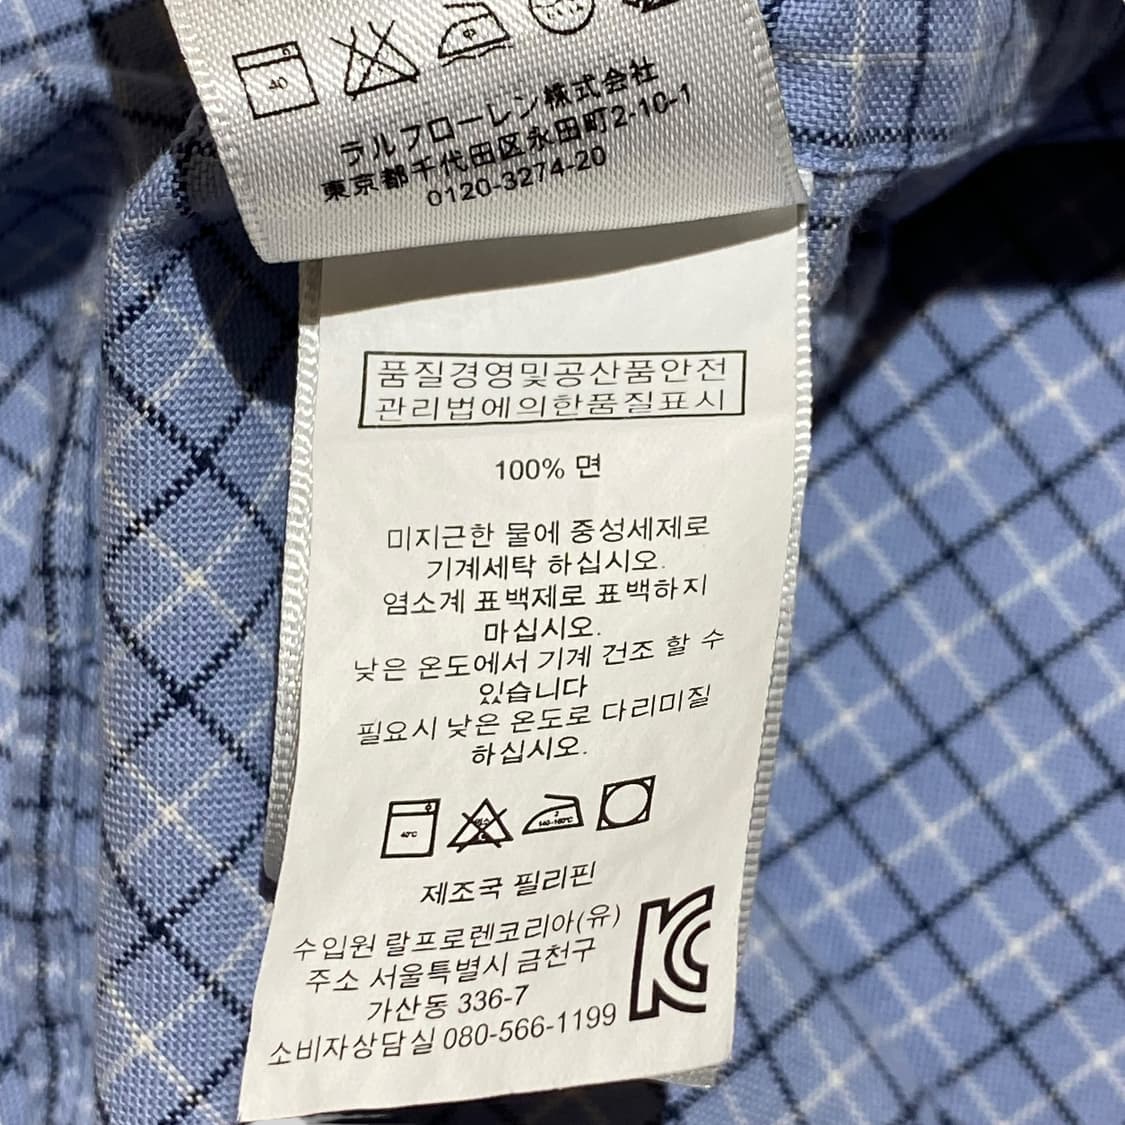 40
ラルフローレン株式会社
東京都千代田区永田町2-10-1
0120-3274-20
품질경영및공산품안전
관리법에의한품질표시
100% 면
미지근한 물에 중성세제로
기계세탁 하십시오.
염소계 표백제로 표백하지
마십시오.
낮은 온도에서 기계 건조 할 수
있습니다
필요시 낮은 온도로 다리미질
하십시오.
40℃
2
140~160℃
제조국 필리핀
수입원 랄프로렌코리아(유)
주소 서울특별시 금천구
가산동 336-7
소비자상담실 080-566-1199
KC